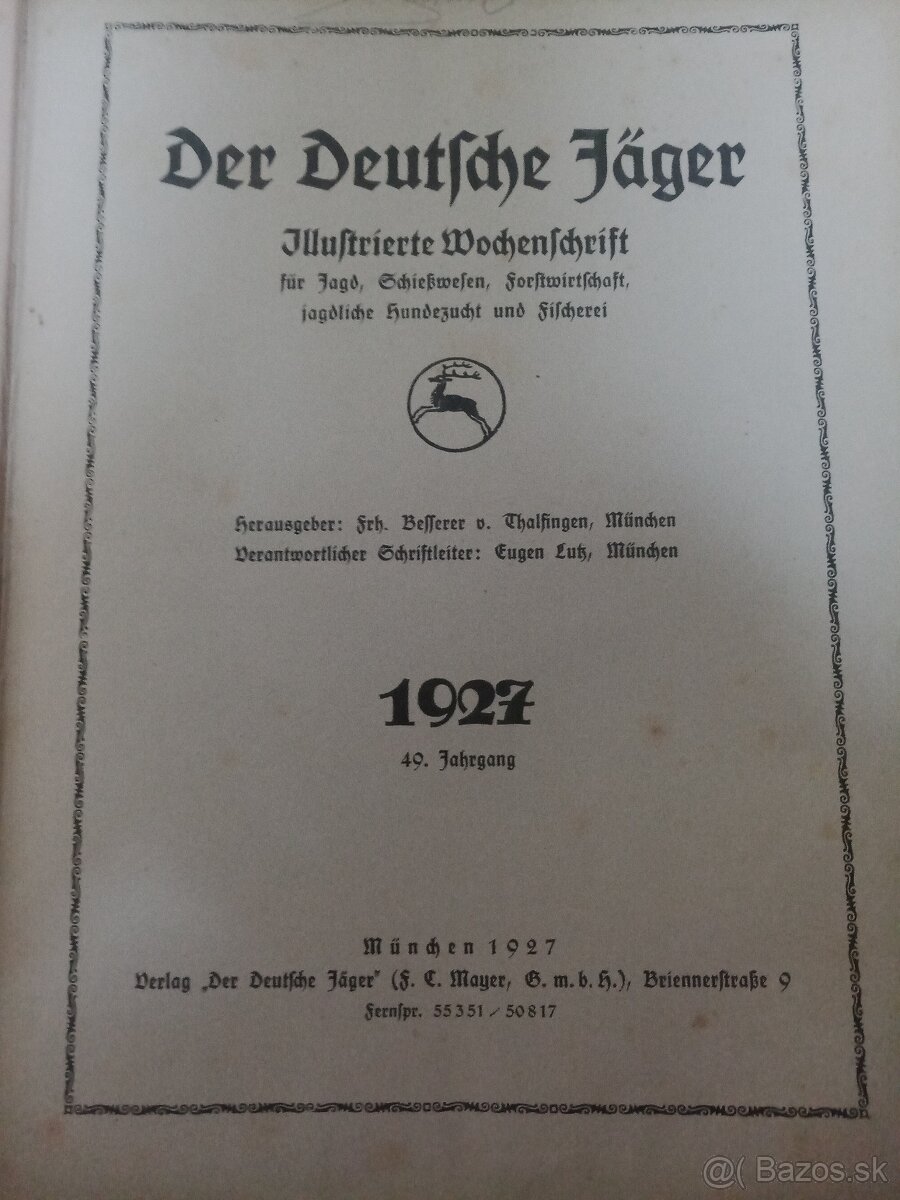 Der Deutſche Jäger
Illuſtrierte Wochenſchrift
für Jagd, Schießweſen, Forſtwirtſchaft,
jagdliche Hundezucht und Fiſcherei
Herausgeber: Frh. Beſſerer v. Thalfingen, München
Verantwortlicher Schriftleiter: Eugen Lutz, München
1927
49. Jahrgang
München 1927
Verlag „Der Deutſche Jäger" (F. C. Mayer, G. m. b. H.), Briennerſtraße 9
Fernſpr. 55351 / 50817
@( Bazos.sk